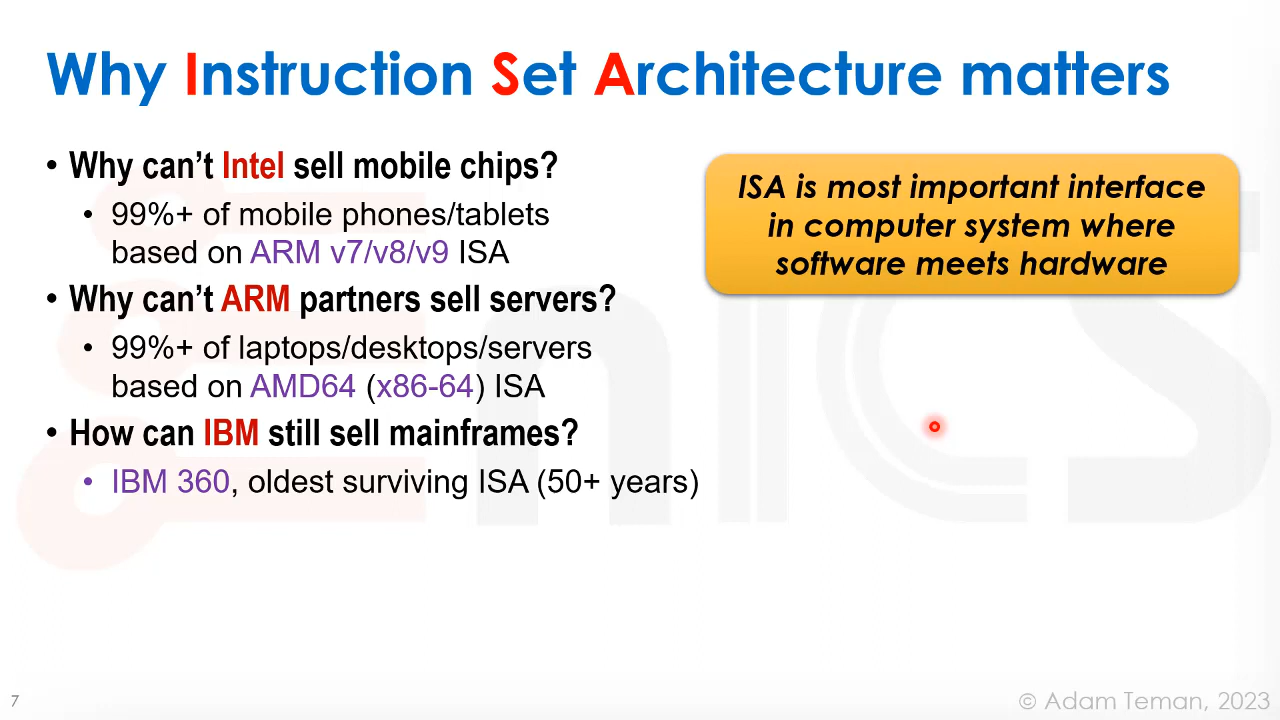 Why Instruction Set Architecture matters
• Why can't Intel sell mobile chips?
• 99%+ of mobile phones/tablets
based on ARM v7/v8/v9 ISA
• Why can't ARM partners sell servers?
• 99%+ of laptops/desktops/servers
based on AMD64 (x86-64) ISA
• How can IBM still sell mainframes?
• IBM 360, oldest surviving ISA (50+ years)
ISA is most important interface
in computer system where
software meets hardware
EnICS
7
© Adam Teman, 2023